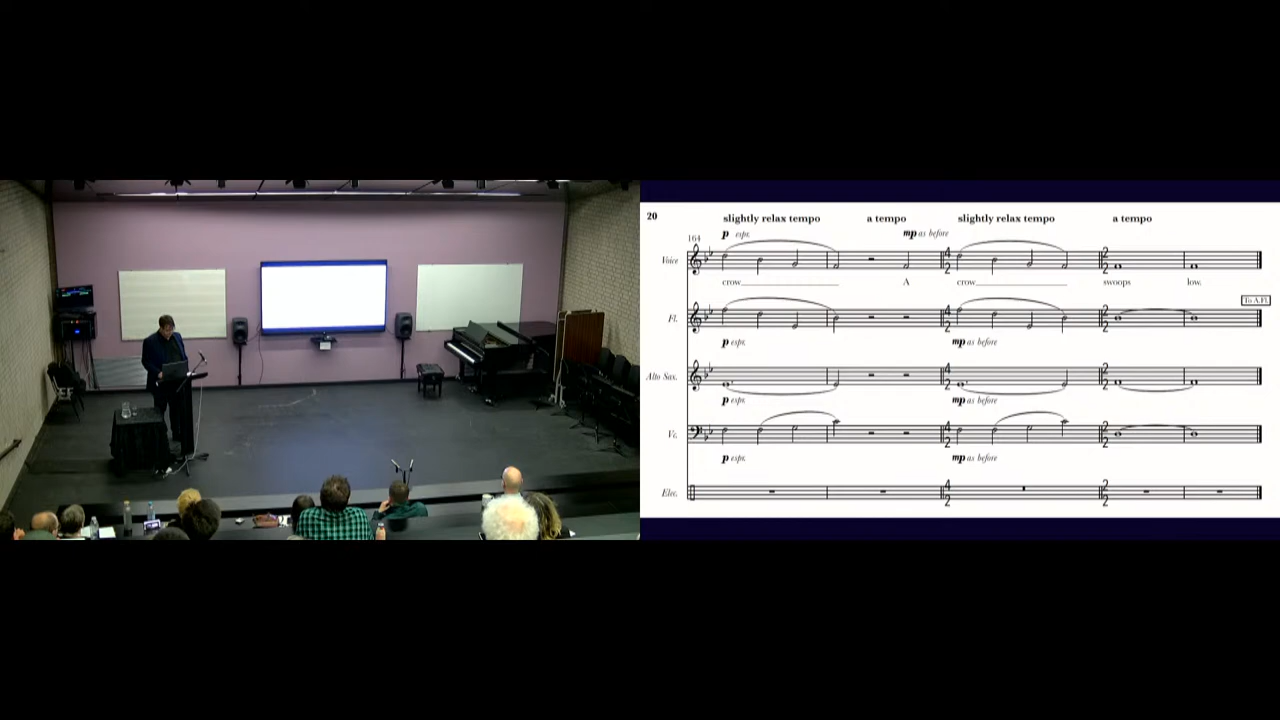 20
slightly relax tempo a tempo slightly relax tempo a tempo
p espr. mp as before
164
Voice
crow A crow swoops low.
To A.Fl.
Fl.
p espr. mp as before
Alto Sax.
p espr. mp as before
Vc.
p espr. mp as before
Elec.